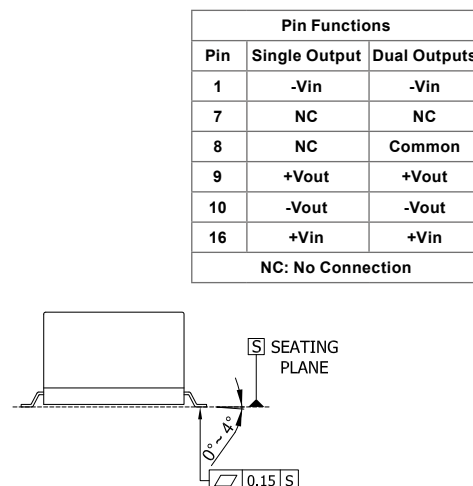 Pin Functions
Pin Single Output Dual Outputs
1 -Vin -Vin
7 NC NC
8 NC Common
9 +Vout +Vout
10 -Vout -Vout
16 +Vin +Vin
NC: No Connection
S SEATING
PLANE
0°~4°
0.15 S